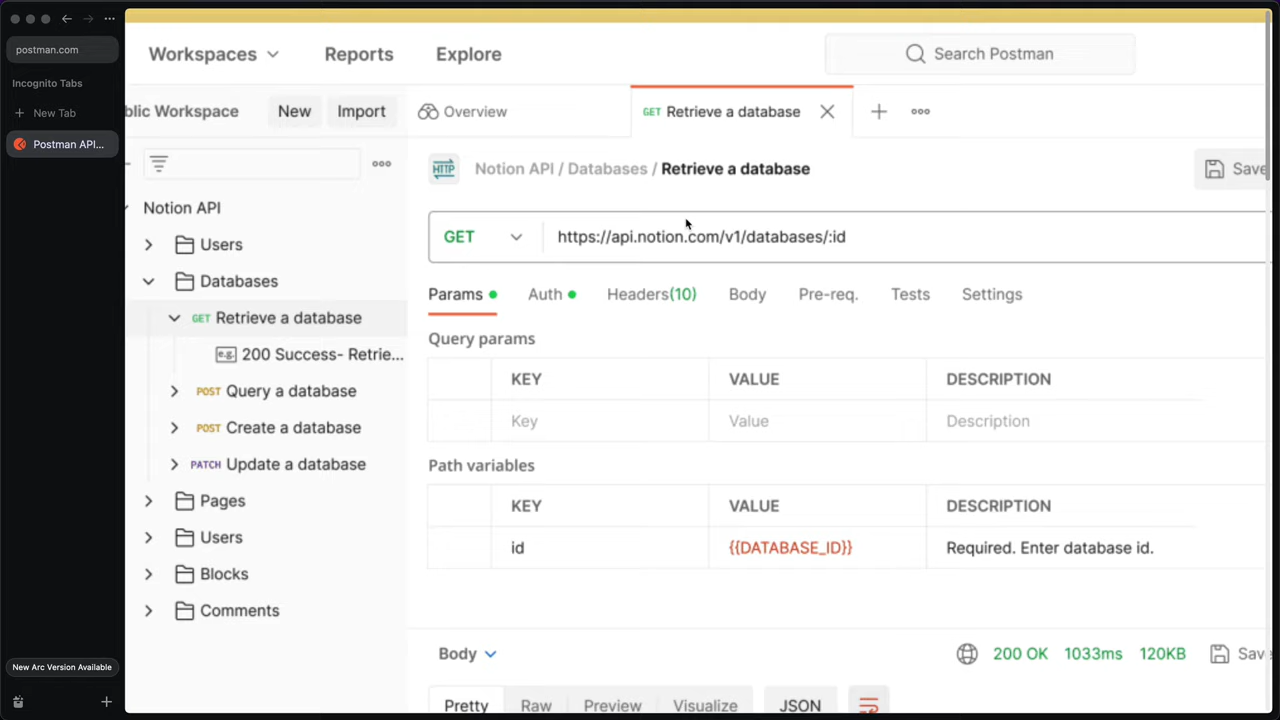 postman.com
Incognito Tabs
New Tab
Postman API...
New Arc Version Available
Workspaces
Reports
Explore
Search Postman
blic Workspace
New
Import
Overview
GET Retrieve a database
Notion API / Databases / Retrieve a database
Save
Notion API
Users
Databases
GET Retrieve a database
e.g. 200 Success- Retrie...
POST Query a database
POST Create a database
PATCH Update a database
Pages
Users
Blocks
Comments
HTTP
GET
https://api.notion.com/v1/databases/:id
Params
Auth
Headers(10)
Body
Pre-req.
Tests
Settings
Query params
KEY VALUE DESCRIPTION
Key Value Description
Path variables
KEY VALUE DESCRIPTION
id {{DATABASE_ID}} Required. Enter database id.
Body
200 OK 1033ms 120KB
Save
Pretty Raw Preview Visualize JSON